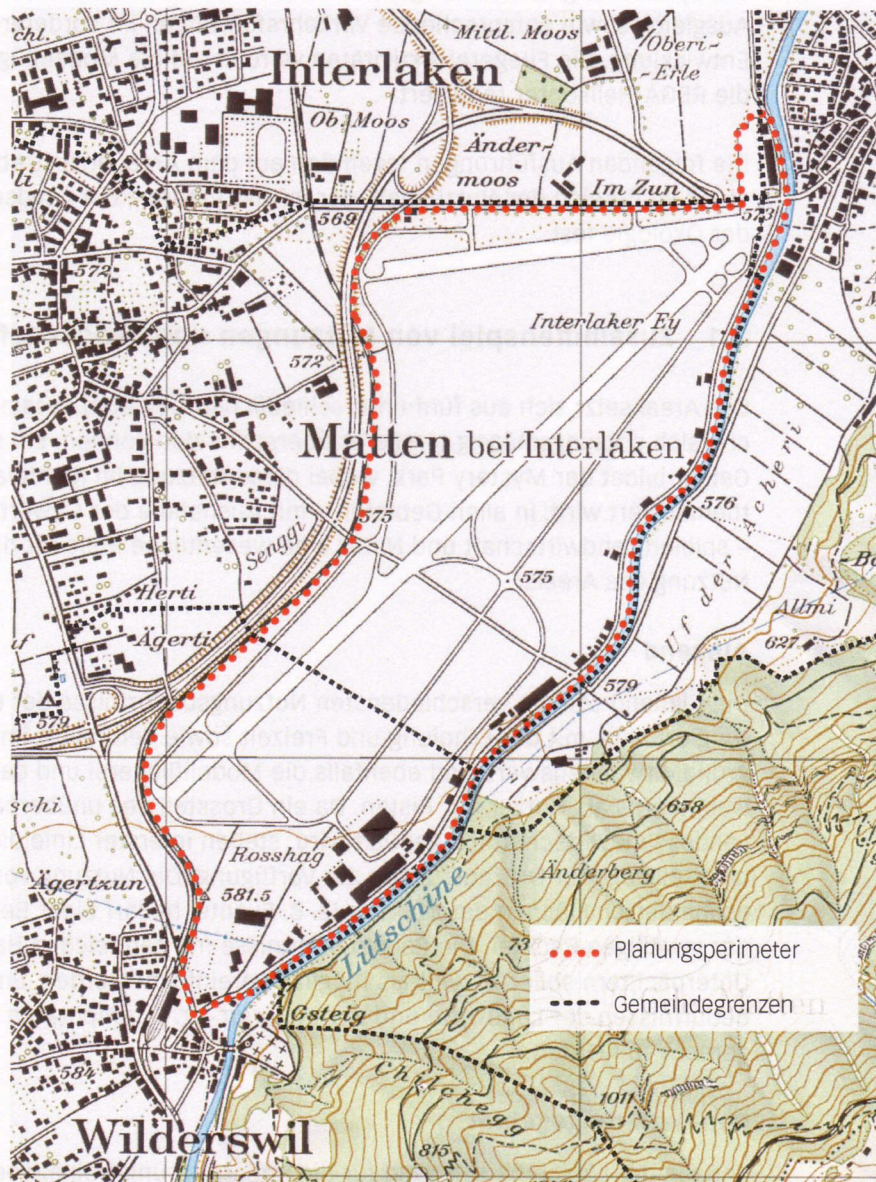 Mittl. Moos
Oberi-
Erle
Interlaken
Ob. Moos
Änder-
moos
Im Zun
569
572
Interlaker Ey
572
Matten bei Interlaken
576
575
Senggi
575
Uf der Acherli
Herti
Allmi
Ägerti
627
579
579
658
Rosshag
Änderberg
Agertzun
581.5
Lütschine
Planungsperimeter
Gemeindegrenzen
Gsteig
584
Chilchegg
1011
Wilderswil
815